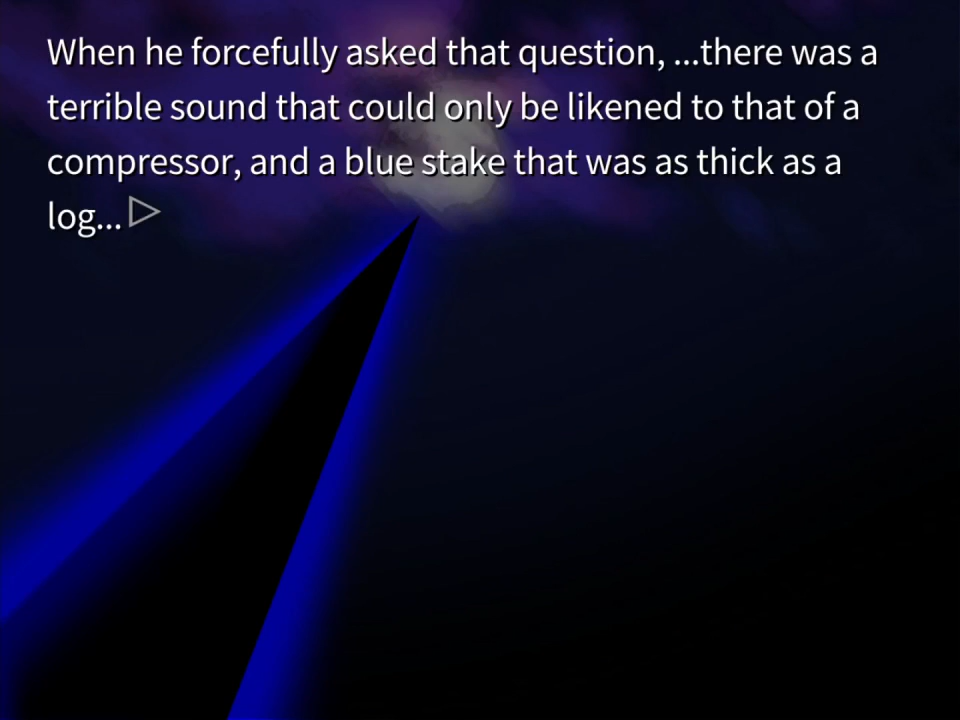 When he forcefully asked that question, ...there was a
terrible sound that could only be likened to that of a
compressor, and a blue stake that was as thick as a
log...